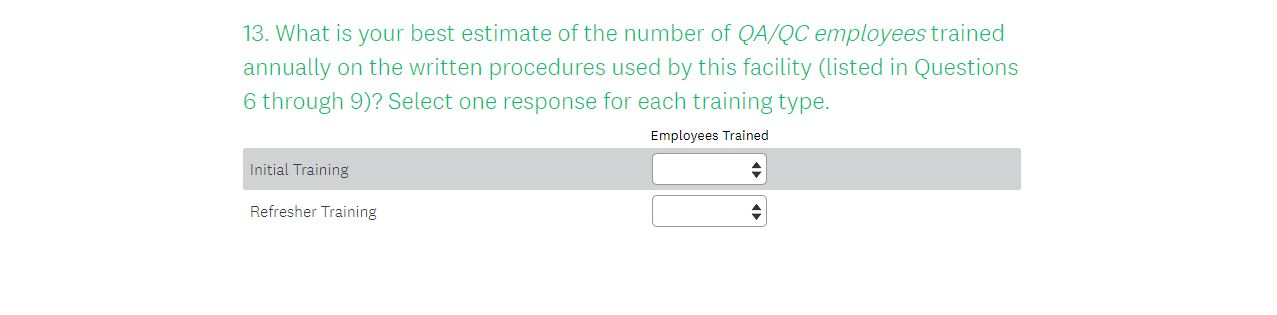 13. What is your best estimate of the number of QA/QC employees trained
annually on the written procedures used by this facility (listed in Questions
6 through 9)? Select one response for each training type.
Employees Trained
Initial Training
Refresher Training